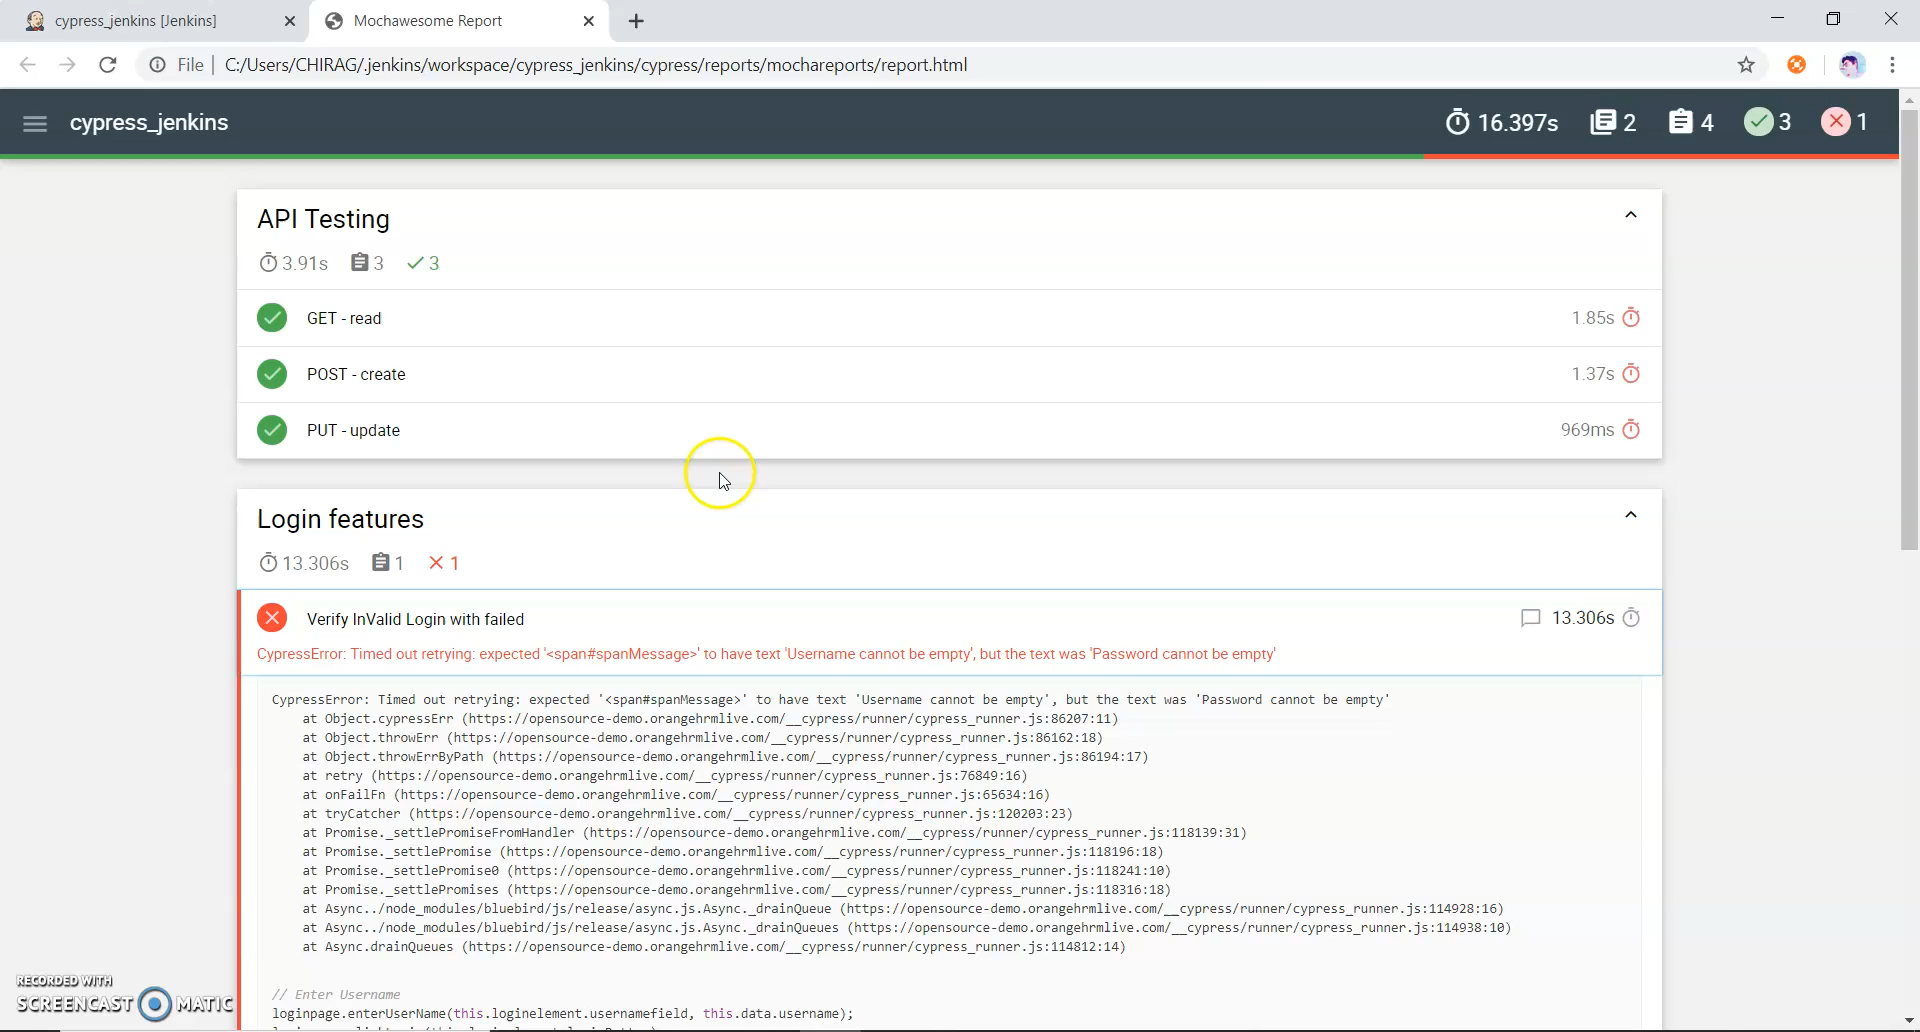 cypress_jenkins [Jenkins]
Mochawesome Report
File
C:/Users/CHIRAG/.jenkins/workspace/cypress_jenkins/cypress/reports/mochareports/report.html
cypress_jenkins
16.397s 2 4 3 1
API Testing
3.91s 3 3
GET - read 1.85s
POST - create 1.37s
PUT - update 969ms
Login features
13.306s 1 1
Verify InValid Login with failed 13.306s
CypressError: Timed out retrying: expected '<span#spanMessage>' to have text 'Username cannot be empty', but the text was 'Password cannot be empty'
CypressError: Timed out retrying: expected '<span#spanMessage>' to have text 'Username cannot be empty', but the text was 'Password cannot be empty'
at Object.cypressErr (https://opensource-demo.orangehrmlive.com/__cypress/runner/cypress_runner.js:86207:11)
at Object.throwErr (https://opensource-demo.orangehrmlive.com/__cypress/runner/cypress_runner.js:86162:18)
at Object.throwErrByPath (https://opensource-demo.orangehrmlive.com/__cypress/runner/cypress_runner.js:86194:17)
at retry (https://opensource-demo.orangehrmlive.com/__cypress/runner/cypress_runner.js:76849:16)
at onFailFn (https://opensource-demo.orangehrmlive.com/__cypress/runner/cypress_runner.js:65634:16)
at tryCatcher (https://opensource-demo.orangehrmlive.com/__cypress/runner/cypress_runner.js:120203:23)
at Promise._settlePromiseFromHandler (https://opensource-demo.orangehrmlive.com/__cypress/runner/cypress_runner.js:118139:31)
at Promise._settlePromise (https://opensource-demo.orangehrmlive.com/__cypress/runner/cypress_runner.js:118196:18)
at Promise._settlePromise0 (https://opensource-demo.orangehrmlive.com/__cypress/runner/cypress_runner.js:118241:10)
at Promise._settlePromises (https://opensource-demo.orangehrmlive.com/__cypress/runner/cypress_runner.js:118316:18)
at Async../node_modules/bluebird/js/release/async.js.Async._drainQueue (https://opensource-demo.orangehrmlive.com/__cypress/runner/cypress_runner.js:114928:16)
at Async../node_modules/bluebird/js/release/async.js.Async._drainQueues (https://opensource-demo.orangehrmlive.com/__cypress/runner/cypress_runner.js:114938:10)
at Async.drainQueues (https://opensource-demo.orangehrmlive.com/__cypress/runner/cypress_runner.js:114812:14)
// Enter Username
loginpage.enterUserName(this.loginelement.usernamefield, this.data.username);
RECORDED WITH
SCREENCAST MATIC